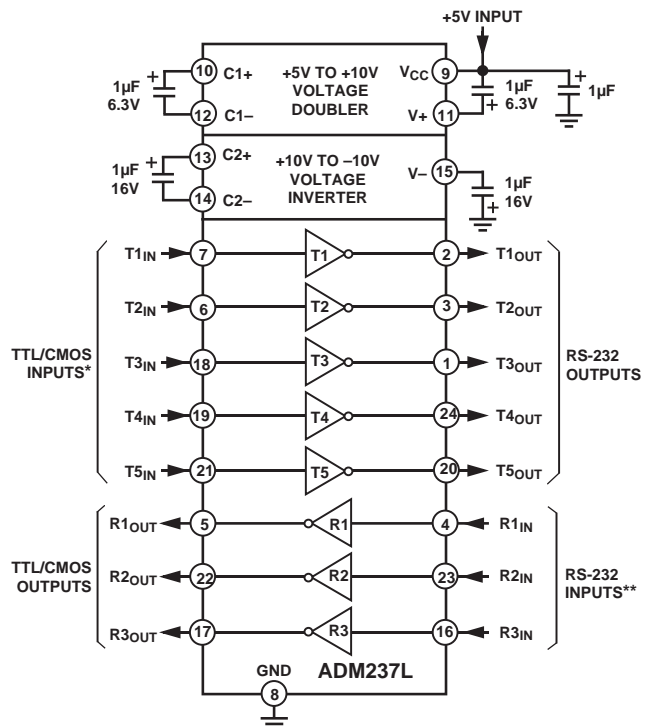 +5V INPUT
10 C1+ +5V TO +10V VOLTAGE DOUBLER VCC 9
1µF 6.3V +
12 C1– V+ 11
+ 1µF 6.3V
+ 1µF
13 C2+ +10V TO –10V VOLTAGE INVERTER V– 15
1µF 16V +
14 C2–
1µF + 16V
T1IN 7 T1 2 T1OUT
T2IN 6 T2 3 T2OUT
TTL/CMOS INPUTS* T3IN 18 T3 1 T3OUT RS-232 OUTPUTS
T4IN 19 T4 24 T4OUT
T5IN 21 T5 20 T5OUT
R1OUT 5 R1 4 R1IN
TTL/CMOS OUTPUTS R2OUT 22 R2 23 R2IN RS-232 INPUTS**
R3OUT 17 R3 16 R3IN
GND ADM237L
8